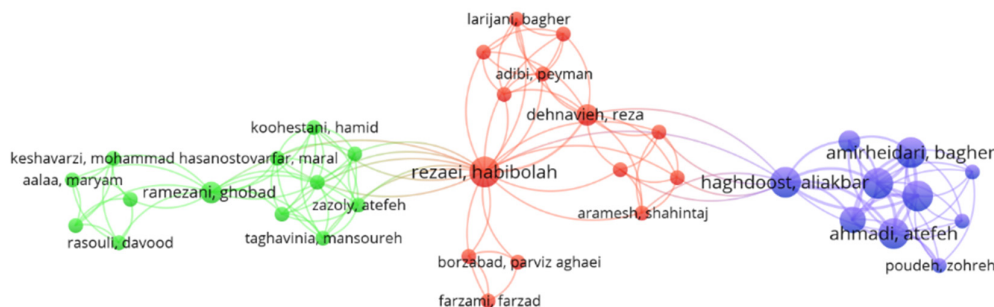 larijani, bagher
adibi, peyman
dehnavieh, reza
koohestani, hamid
keshavarzi, mohammad hasanostovarfar, maral
aalaa, maryam
ramezani, ghobad
zazoly, atefeh
rezaei, habibolah
haghdoost, aliakbar
amirheidari, bagher
rasouli, davood
taghavinia, mansoureh
aramesh, shahintaj
ahmadi, atefeh
borzabad, parviz aghaei
poudeh, zohreh
farzami, farzad